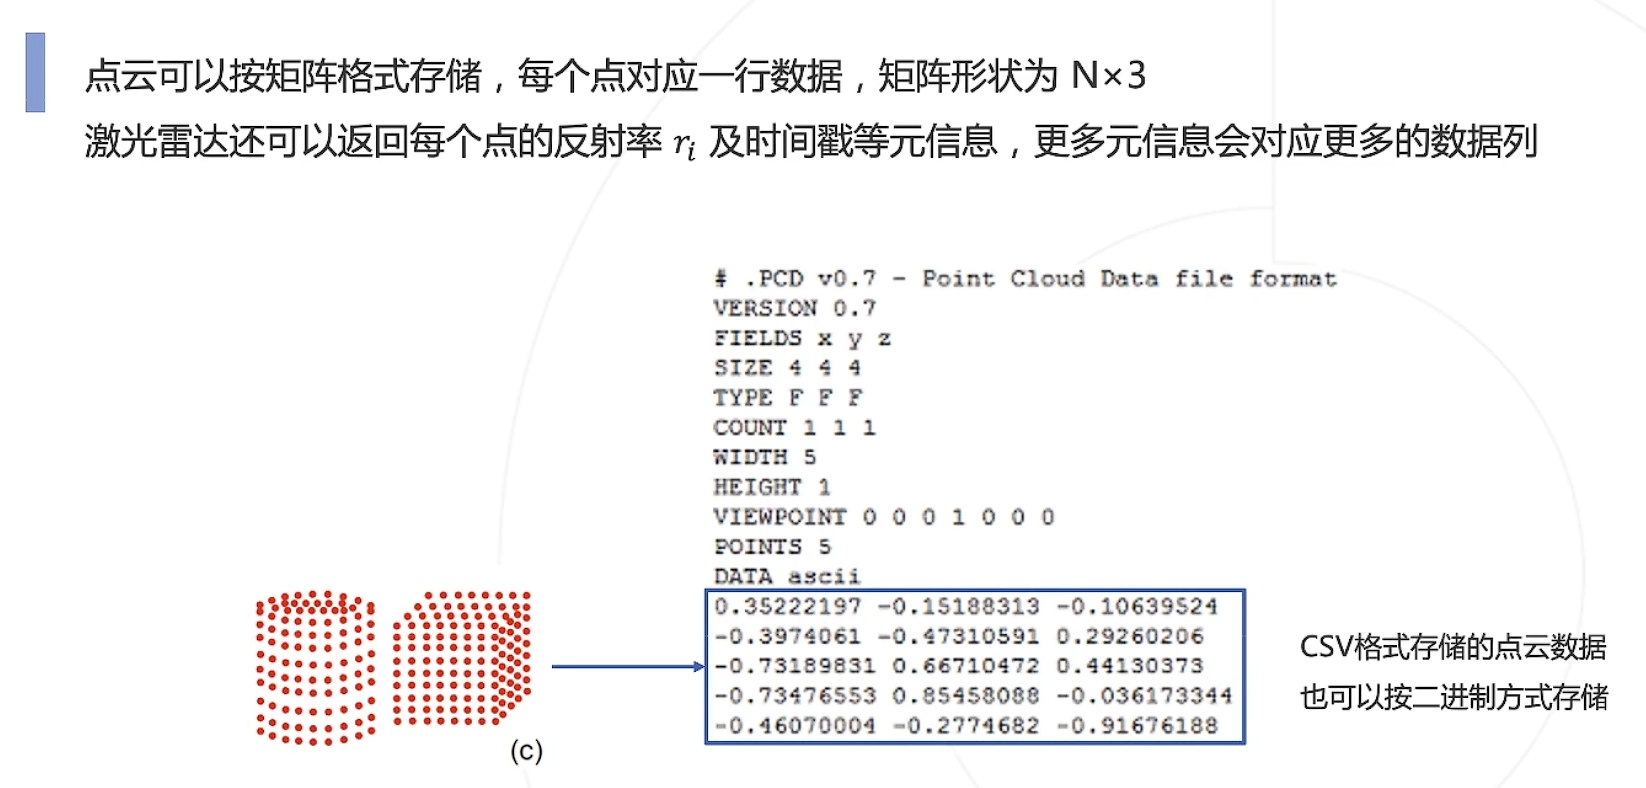 点云可以按矩阵格式存储，每个点对应一行数据，矩阵形状为 N×3
激光雷达还可以返回每个点的反射率 rᵢ 及时间戳等元信息，更多元信息会对应更多的数据列
# .PCD v0.7 - Point Cloud Data file format
VERSION 0.7
FIELDS x y z
SIZE 4 4 4
TYPE F F F
COUNT 1 1 1
WIDTH 5
HEIGHT 1
VIEWPOINT 0 0 0 1 0 0 0
POINTS 5
DATA ascii
0.35222197 -0.15188313 -0.10639524
-0.3974061 -0.47310591 0.29260206
-0.73189831 0.66710472 0.44130373
-0.73476553 0.85458088 -0.036173344
-0.46070004 -0.2774682 -0.91676188
(c)
CSV格式存储的点云数据
也可以按二进制方式存储